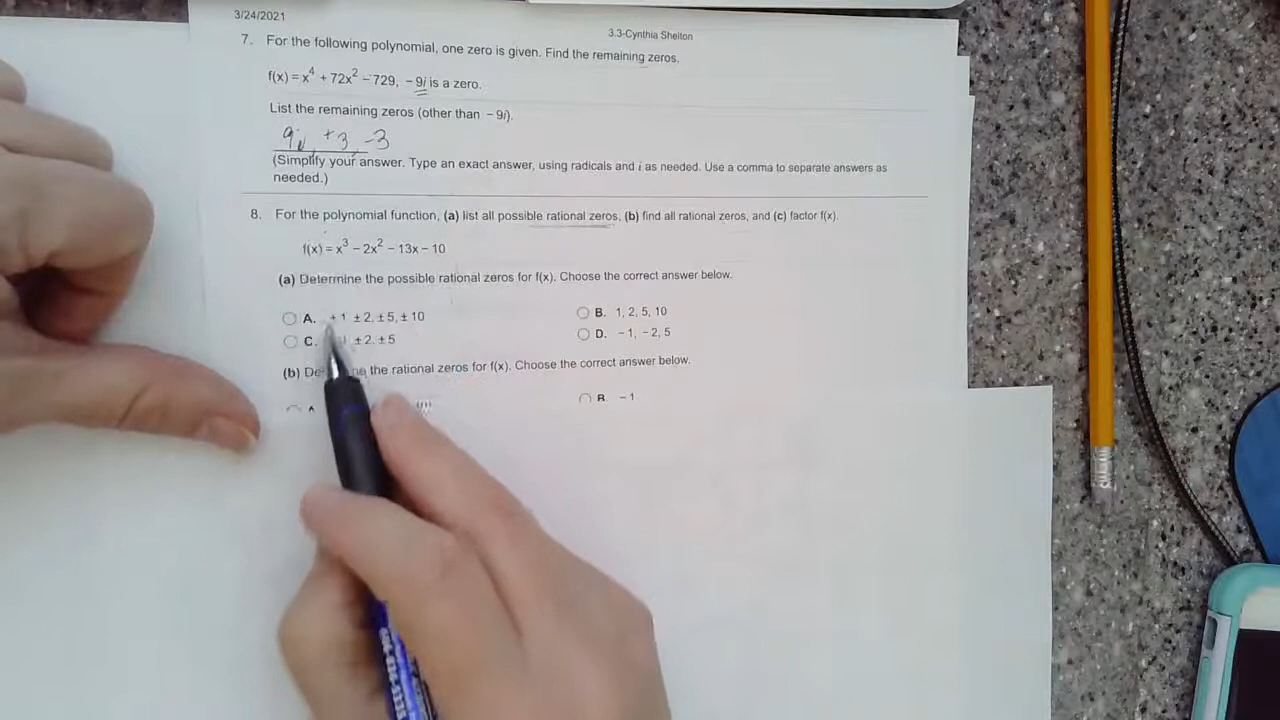 3/24/2021
3.3-Cynthia Shelton
7. For the following polynomial, one zero is given. Find the remaining zeros.
f(x) = x⁴ + 72x² − 729, − 9i is a zero.
List the remaining zeros (other than − 9i).
9i, +3, -3
(Simplify your answer. Type an exact answer, using radicals and i as needed. Use a comma to separate answers as
needed.)
8. For the polynomial function, (a) list all possible rational zeros, (b) find all rational zeros, and (c) factor f(x).
f(x) = x³ − 2x² − 13x − 10
(a) Determine the possible rational zeros for f(x). Choose the correct answer below.
A. ± 1 ± 2, ± 5, ± 10
B. 1, 2, 5, 10
C. ± 2, ± 5
D. − 1, − 2, 5
(b) the rational zeros for f(x). Choose the correct answer below.
A.
B. − 1